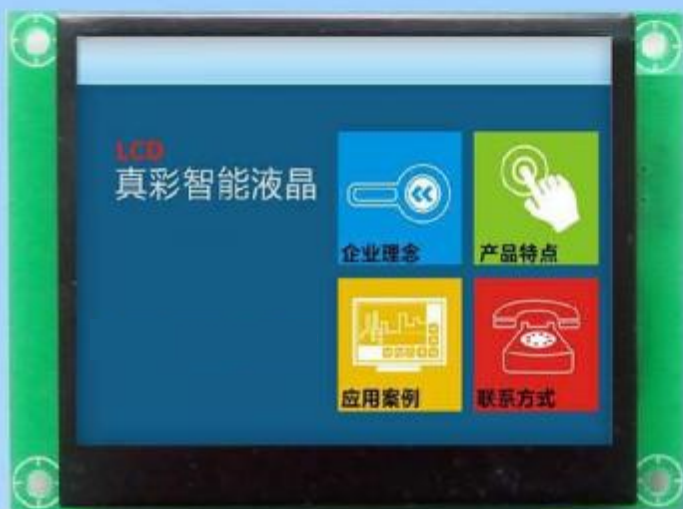 LCD
真彩智能液晶
企业理念
产品特点
应用案例
联系方式